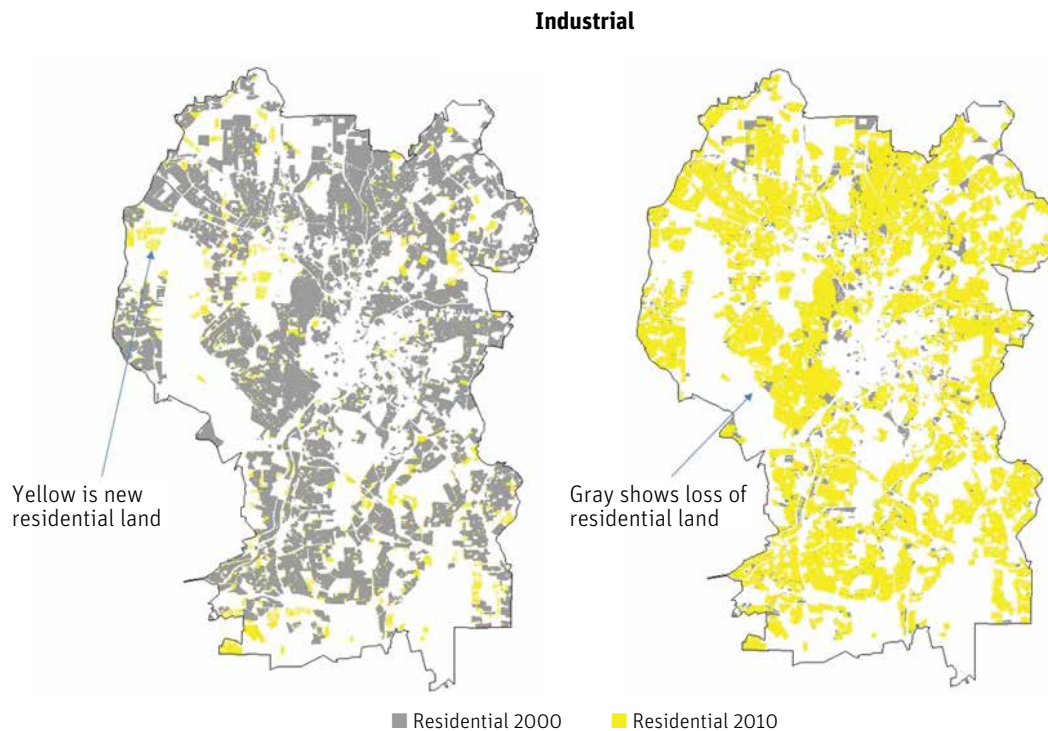 Industrial
Yellow is new
residential land
Gray shows loss of
residential land
Residential 2000
Residential 2010